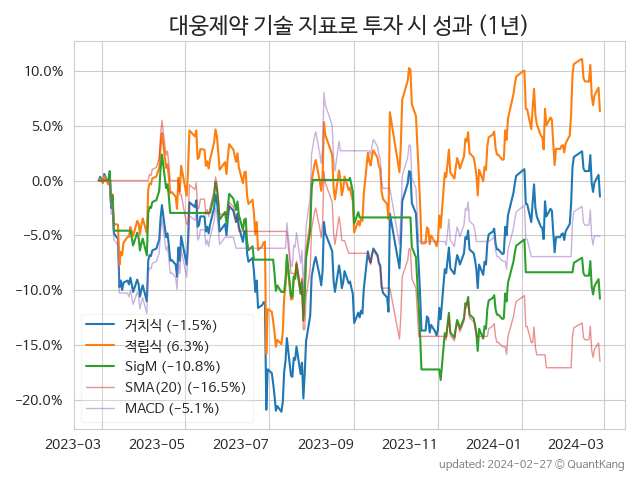 대웅제약 기술 지표로 투자 시 성과 (1년)
10.0%
5.0%
0.0%
−5.0%
−10.0%
−15.0%
−20.0%
거치식 (−1.5%)
적립식 (6.3%)
SigM (−10.8%)
SMA(20) (−16.5%)
MACD (−5.1%)
2023-03 2023-05 2023-07 2023-09 2023-11 2024-01 2024-03
updated: 2024-02-27 © QuantKang